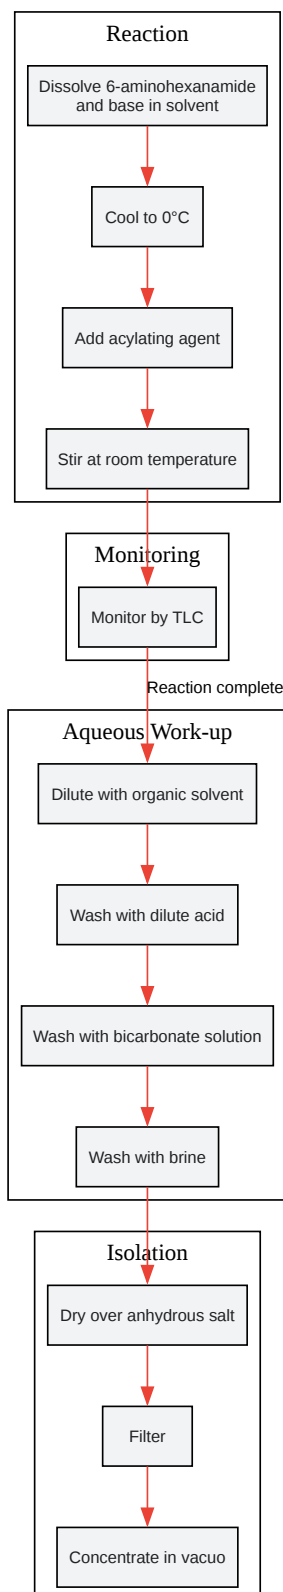 Reaction
Dissolve 6-aminohexanamide
and base in solvent
Cool to 0°C
Add acylating agent
Stir at room temperature
Monitoring
Monitor by TLC
Reaction complete
Aqueous Work-up
Dilute with organic solvent
Wash with dilute acid
Wash with bicarbonate solution
Wash with brine
Isolation
Dry over anhydrous salt
Filter
Concentrate in vacuo